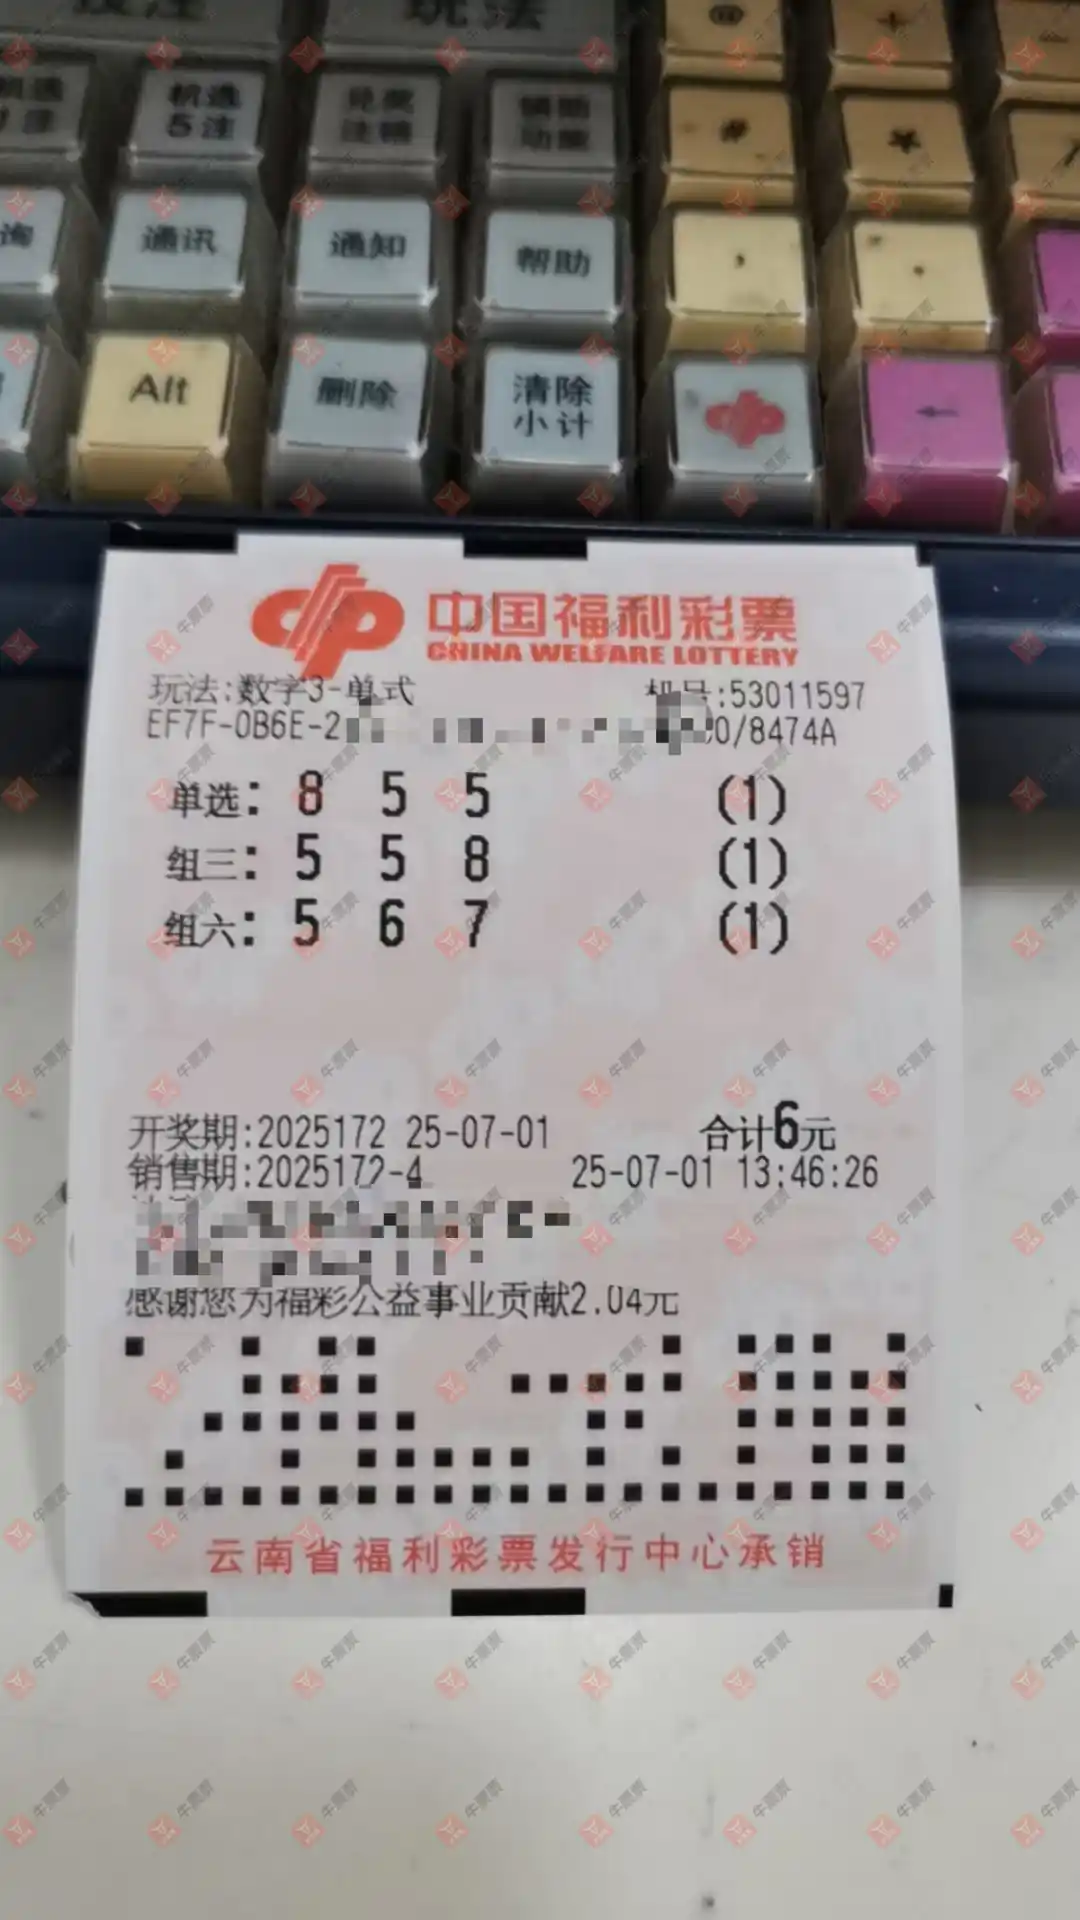 机选
5注
通讯
通知
帮助
Alt
删除
清除
小计
中国福利彩票
CHINA WELFARE LOTTERY
玩法:数字3-单式 机号:53011597
EF7F-0B6E-2 0/8474A
单选: 8 5 5 (1)
组三: 5 5 8 (1)
组六: 5 6 7 (1)
开奖期:2025172 25-07-01 合计6元
销售期:2025172-4 25-07-01 13:46:26
感谢您为福彩公益事业贡献2.04元
云南省福利彩票发行中心承销
牛票票